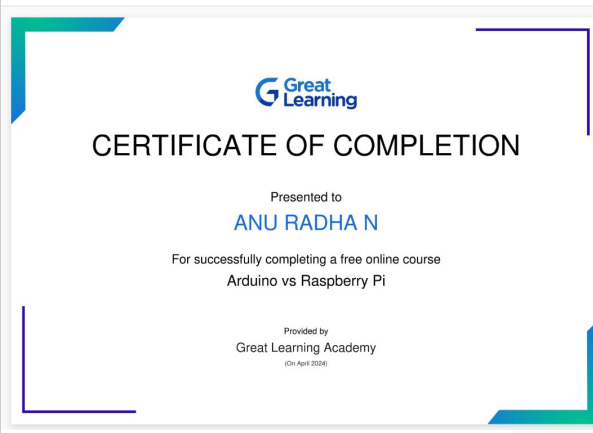 Great
Learning
CERTIFICATE OF COMPLETION
Presented to
ANU RADHA N
For successfully completing a free online course
Arduino vs Raspberry Pi
Provided by
Great Learning Academy
(On April 2024)